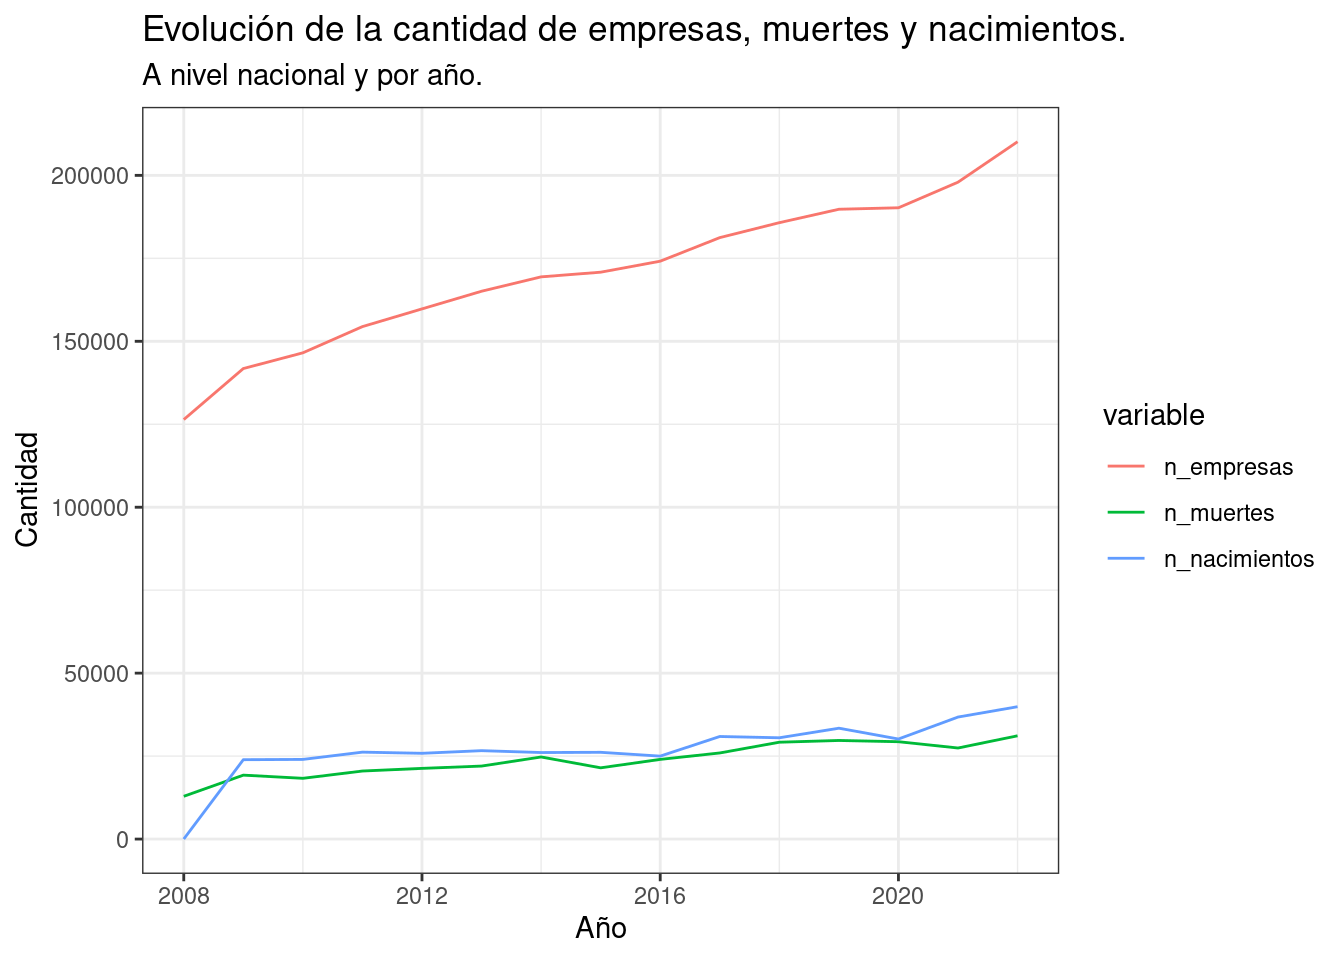 Evolución de la cantidad de empresas, muertes y nacimientos.
A nivel nacional y por año.
200000
150000
100000
50000
0
Cantidad
2008
2012
2016
2020
Año
variable
n_empresas
n_muertes
n_nacimientos